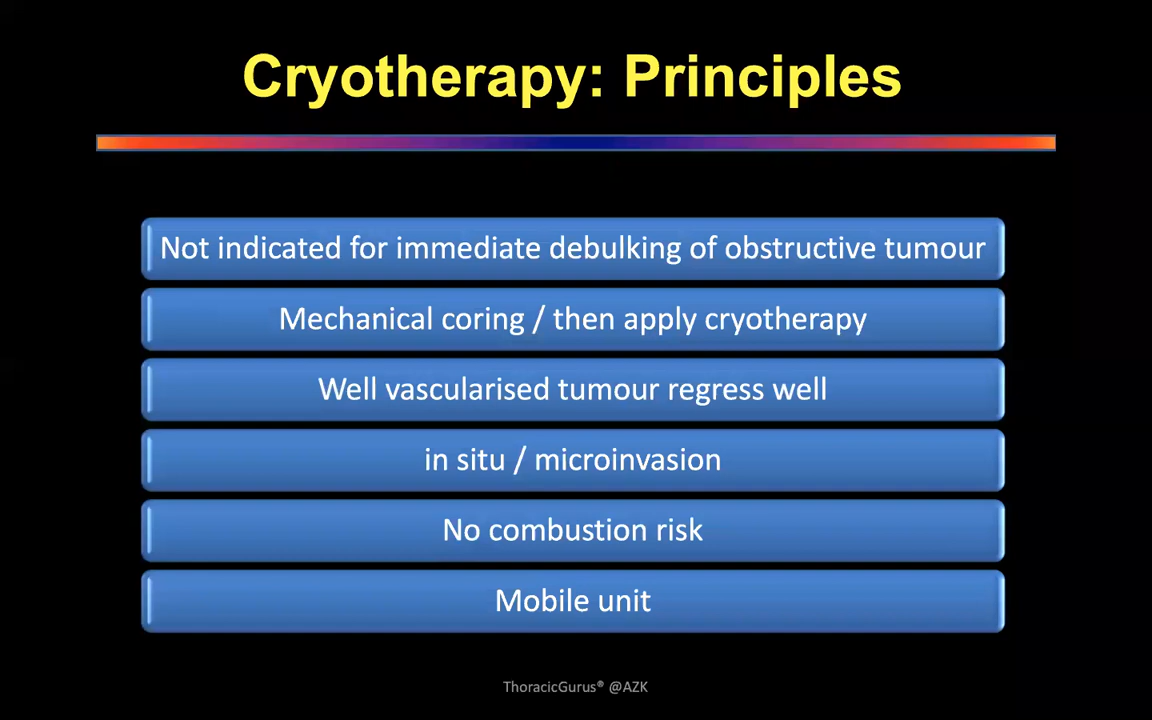 Cryotherapy: Principles
Not indicated for immediate debulking of obstructive tumour
Mechanical coring / then apply cryotherapy
Well vascularised tumour regress well
in situ / microinvasion
No combustion risk
Mobile unit
ThoracicGurus® @AZK